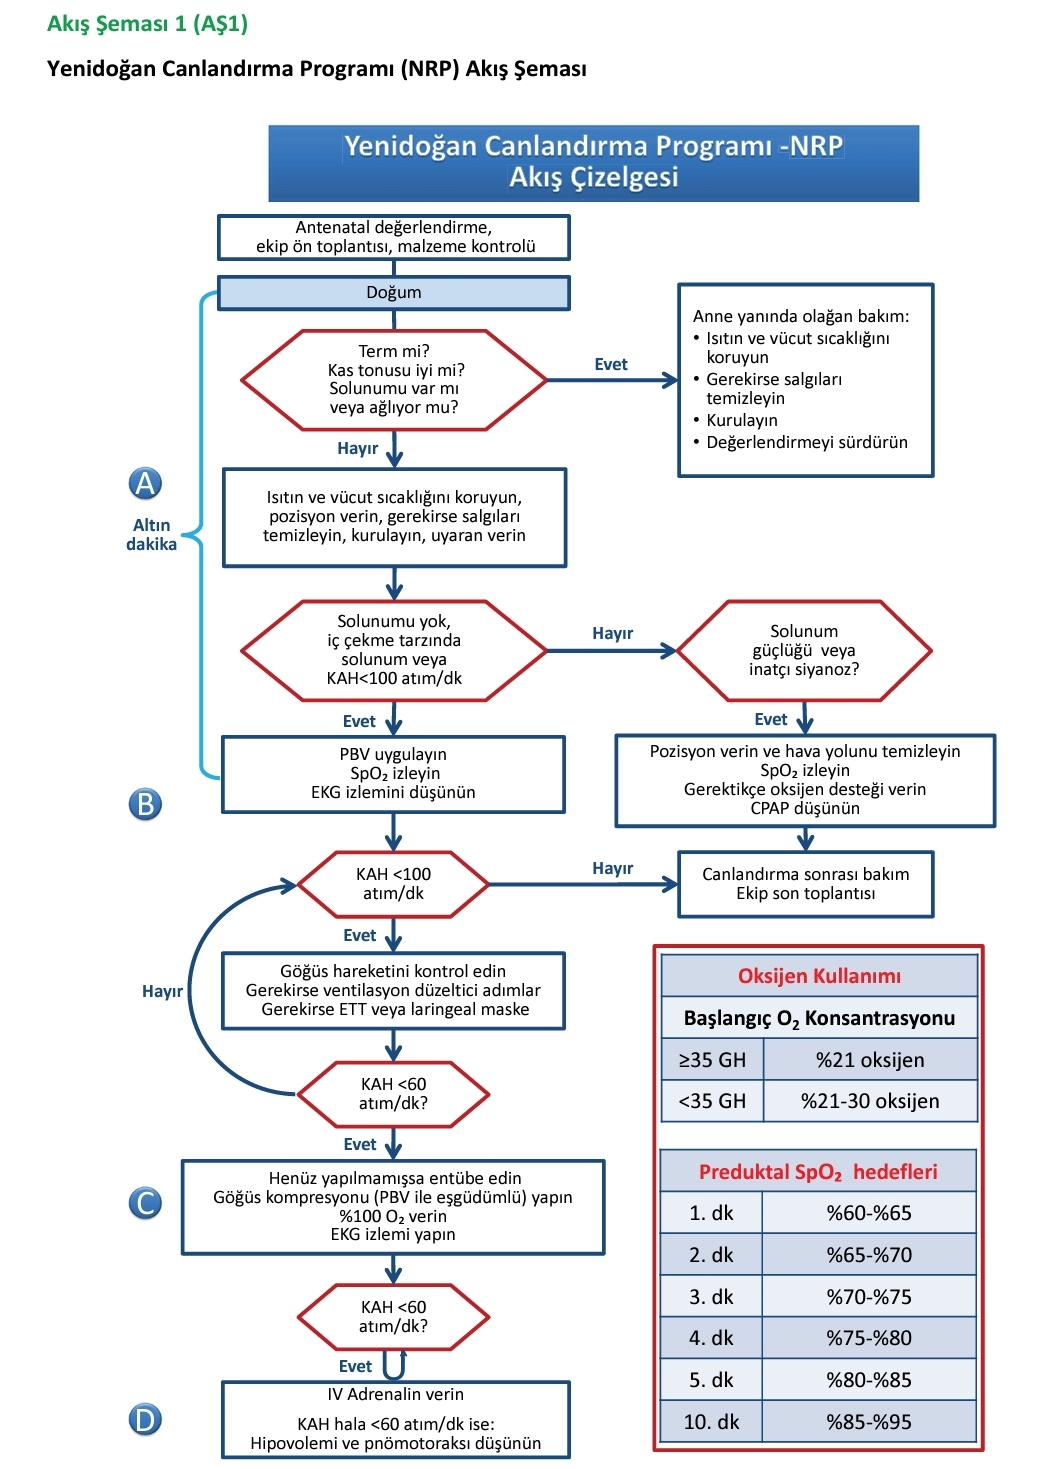 Akış Şeması 1 (AŞ1)
Yenidoğan Canlandırma Programı (NRP) Akış Şeması
Yenidoğan Canlandırma Programı -NRP
Akış Çizelgesi
Antenatal değerlendirme,
ekip ön toplantısı, malzeme kontrolü
Doğum
Term mi?
Kas tonusu iyi mi?
Solunumu var mı
veya ağlıyor mu?
Evet
Anne yanında olağan bakım:
• Isıtın ve vücut sıcaklığını
koruyun
• Gerekirse salgıları
temizleyin
• Kurulayın
• Değerlendirmeyi sürdürün
Hayır
A
Altın
dakika
Isıtın ve vücut sıcaklığını koruyun,
pozisyon verin, gerekirse salgıları
temizleyin, kurulayın, uyaran verin
Solunumu yok,
iç çekme tarzında
solunum veya
KAH<100 atım/dk
Hayır
Solunum
güçlüğü veya
inatçı siyanoz?
Evet
Evet
B
PBV uygulayın
SpO₂ izleyin
EKG izlemini düşünün
Pozisyon verin ve hava yolunu temizleyin
SpO₂ izleyin
Gerektikçe oksijen desteği verin
CPAP düşünün
KAH <100
atım/dk
Hayır
Canlandırma sonrası bakım
Ekip son toplantısı
Evet
Göğüs hareketini kontrol edin
Gerekirse ventilasyon düzeltici adımlar
Gerekirse ETT veya laringeal maske
Hayır
KAH <60
atım/dk?
Evet
C
Henüz yapılmamışsa entübe edin
Göğüs kompresyonu (PBV ile eşgüdümlü) yapın
%100 O₂ verin
EKG izlemi yapın
KAH <60
atım/dk?
Evet
D
IV Adrenalin verin
KAH hala <60 atım/dk ise:
Hipovolemi ve pnömotoraksı düşünün
Oksijen Kullanımı
Başlangıç O₂ Konsantrasyonu
≥35 GH %21 oksijen
<35 GH %21-30 oksijen
Preduktal SpO₂ hedefleri
1. dk %60-%65
2. dk %65-%70
3. dk %70-%75
4. dk %75-%80
5. dk %80-%85
10. dk %85-%95